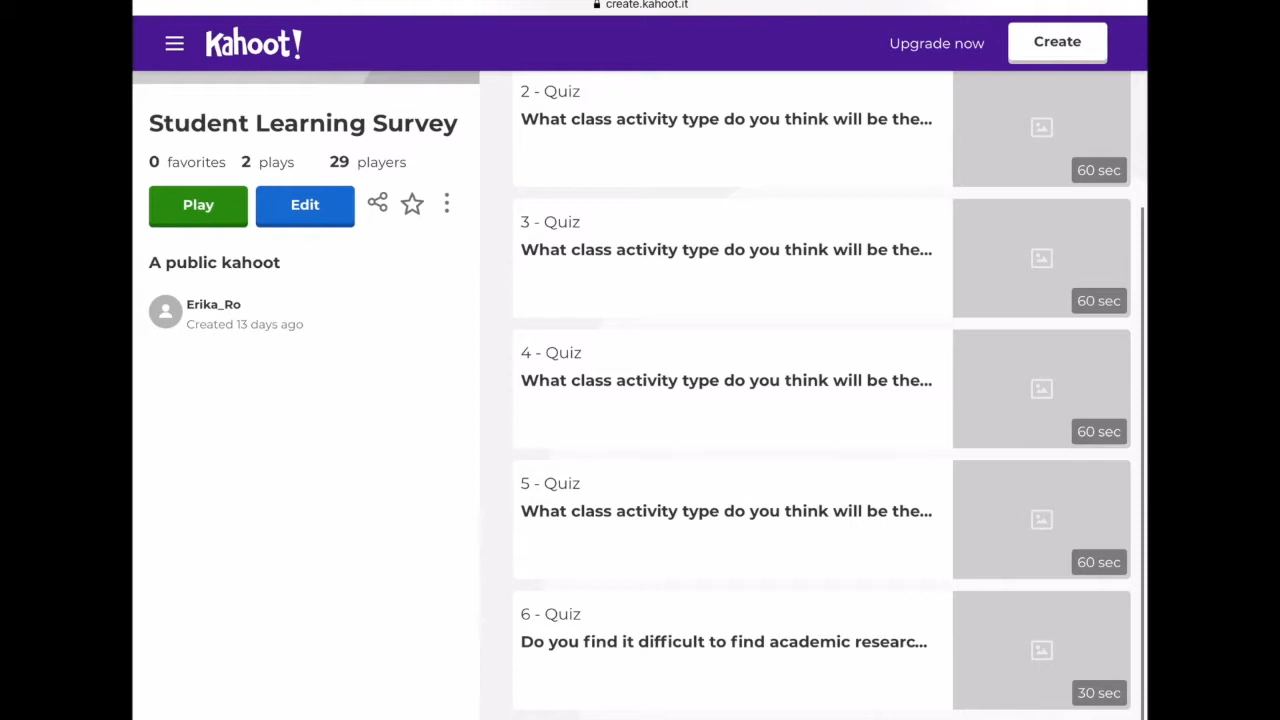 create.kahoot.it
Kahoot!
Upgrade now
Create
Student Learning Survey
0 favorites 2 plays 29 players
Play
Edit
A public kahoot
Erika_Ro
Created 13 days ago
2 - Quiz
What class activity type do you think will be the...
60 sec
3 - Quiz
What class activity type do you think will be the...
60 sec
4 - Quiz
What class activity type do you think will be the...
60 sec
5 - Quiz
What class activity type do you think will be the...
60 sec
6 - Quiz
Do you find it difficult to find academic researc...
30 sec